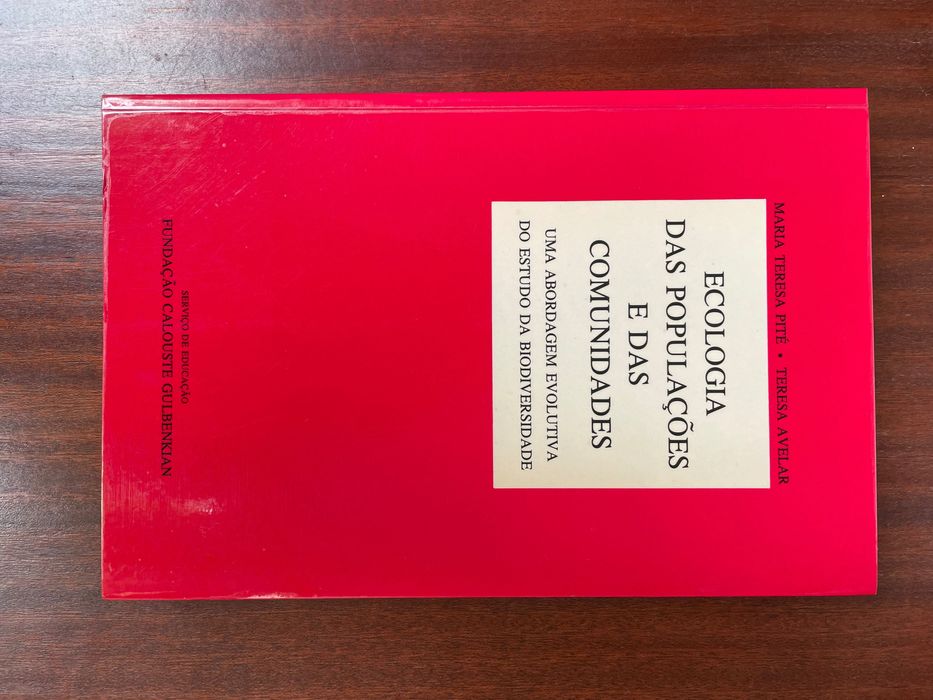 MARIA TERESA PITÉ • TERESA AVELAR
ECOLOGIA
DAS POPULAÇÕES
E DAS
COMUNIDADES
UMA ABORDAGEM EVOLUTIVA
DO ESTUDO DA BIODIVERSIDADE
SERVIÇO DE EDUCAÇÃO
FUNDAÇÃO CALOUSTE GULBENKIAN